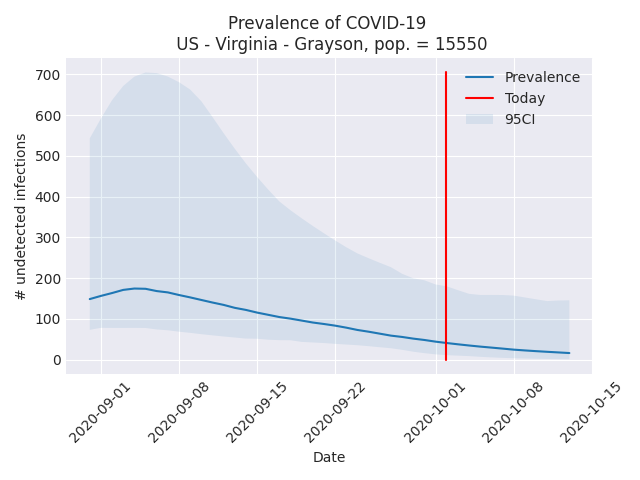 Prevalence of COVID-19
US - Virginia - Grayson, pop. = 15550
700
600
500
400
300
200
100
0
# undetected infections
Prevalence
Today
95CI
2020-09-01
2020-09-08
2020-09-15
2020-09-22
2020-10-01
2020-10-08
2020-10-15
Date